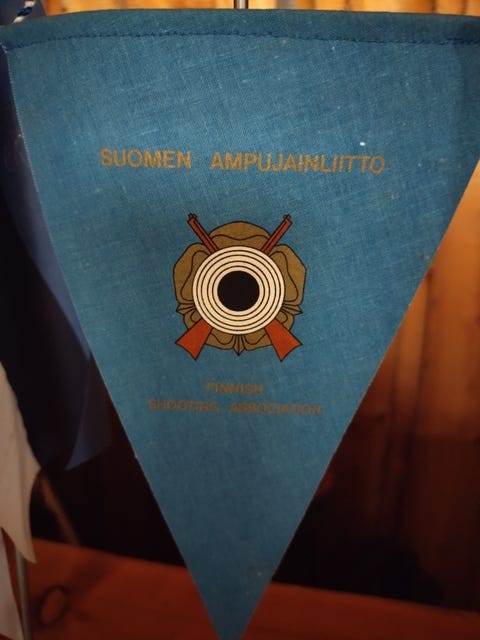 SUOMEN AMPUJAINLIITTO
FINNISH
SHOOTING ASSOCIATION